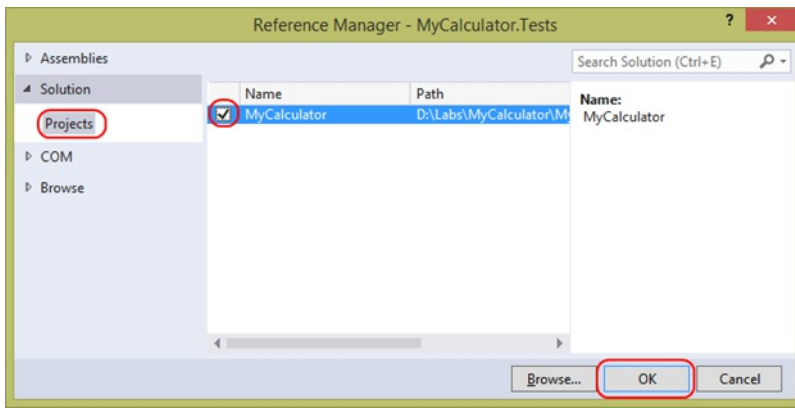 Reference Manager - MyCalculator.Tests
?
Assemblies
Solution
Projects
COM
Browse
Name Path
MyCalculator D:\Labs\MyCalculator\M
Search Solution (Ctrl+E)
Name:
MyCalculator
Browse... OK Cancel